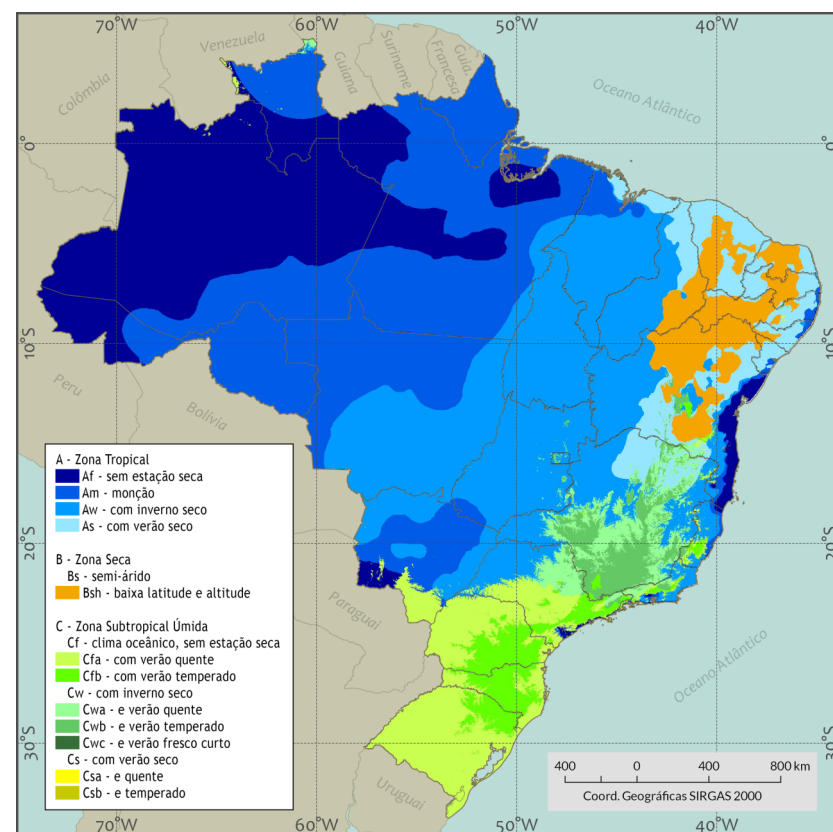 70°W 60°W 50°W 40°W
Venezuela
Colômbia
Guiana
Suriname
Guia.
Francesa
Oceano Atlântico
0°
0°
10°S
10°S
Peru
Bolívia
A - Zona Tropical
Af - sem estação seca
Am - monção
Aw - com inverno seco
As - com verão seco
B - Zona Seca
Bs - semi-árido
Bsh - baixa latitude e altitude
C - Zona Subtropical Úmida
Cf - clima oceânico, sem estação seca
Cfa - com verão quente
Cfb - com verão temperado
Cw - com inverno seco
Cwa - e verão quente
Cwb - e verão temperado
Cwc - e verão fresco curto
Cs - com verão seco
Csa - e quente
Csb - e temperado
20°S
20°S
Paraguai
Oceano Atlântico
30°S
30°S
Uruguai
400 0 400 800 km
Coord. Geográficas SIRGAS 2000
70°W 60°W 50°W 40°W